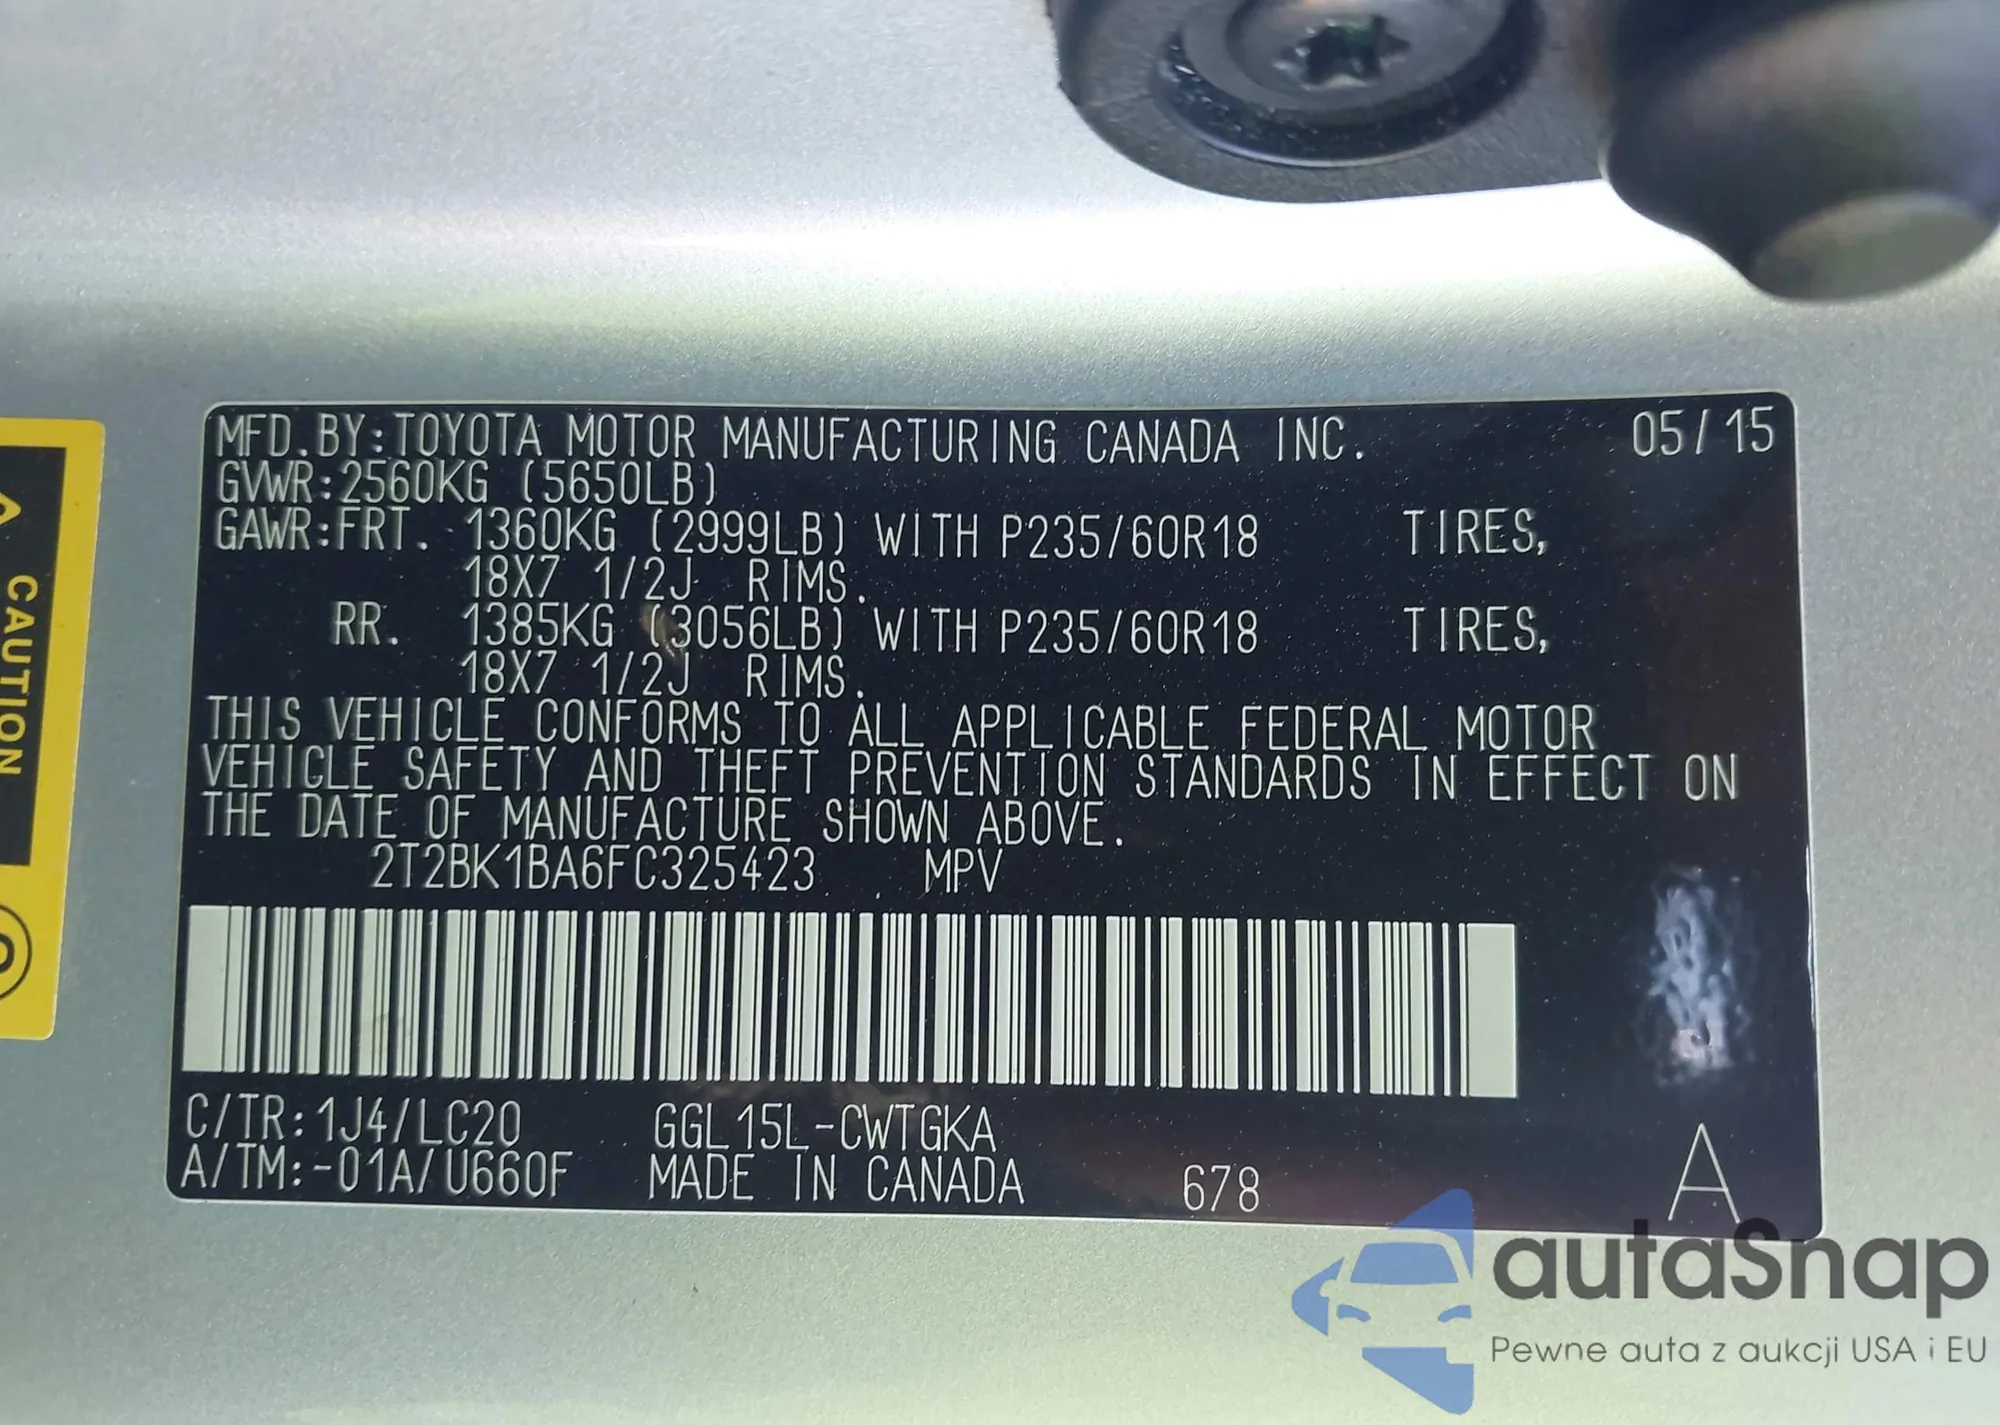 MFD.BY:TOYOTA MOTOR MANUFACTURING CANADA INC. 05/15
GVWR:2560KG (5650LB)
GAWR:FRT. 1360KG (2999LB) WITH P235/60R18 TIRES,
18X7 1/2J RIMS.
RR. 1385KG (3056LB) WITH P235/60R18 TIRES,
18X7 1/2J RIMS.
THIS VEHICLE CONFORMS TO ALL APPLICABLE FEDERAL MOTOR
VEHICLE SAFETY AND THEFT PREVENTION STANDARDS IN EFFECT ON
THE DATE OF MANUFACTURE SHOWN ABOVE.
2T2BK1BA6FC325423 MPV
C/TR:1J4/LC20 GGL15L-CWTGKA
A/TM:-01A/U660F MADE IN CANADA 678 A
CAUTION
autaSnap
Pewne auta z aukcji USA i EU